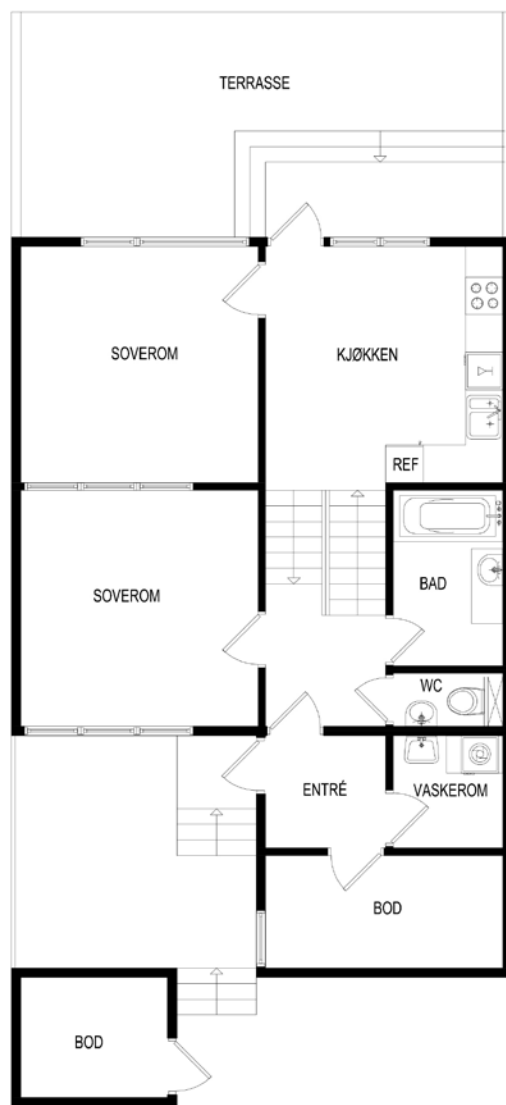 TERRASSE
SOVEROM
KJØKKEN
REF
SOVEROM
BAD
WC
ENTRÉ
VASKEROM
BOD
BOD